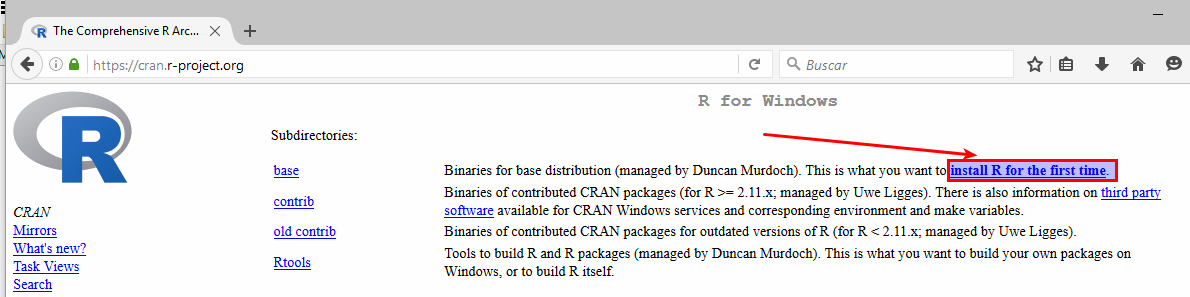 The Comprehensive R Arc...
https://cran.r-project.org
Buscar
R
R for Windows
Subdirectories:
base
Binaries for base distribution (managed by Duncan Murdoch). This is what you want to install R for the first time.
contrib
Binaries of contributed CRAN packages (for R >= 2.11.x; managed by Uwe Ligges). There is also information on third party
software available for CRAN Windows services and corresponding environment and make variables.
old contrib
Binaries of contributed CRAN packages for outdated versions of R (for R < 2.11.x; managed by Uwe Ligges).
Rtools
Tools to build R and R packages (managed by Duncan Murdoch). This is what you want to build your own packages on
Windows, or to build R itself.
CRAN
Mirrors
What's new?
Task Views
Search